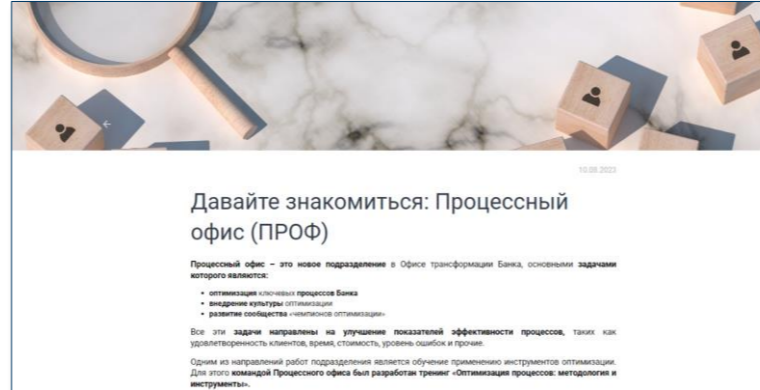 10.08.2023
Давайте знакомиться: Процессный
офис (ПРОФ)
Процессный офис – это новое подразделение в Офисе трансформации Банка, основными задачами
которого являются:
• оптимизация ключевых процессов Банка
• внедрение культуры оптимизации
• развитие сообщества «чемпионов оптимизации»
Все эти задачи направлены на улучшение показателей эффективности процессов, таких как
удовлетворенность клиентов, время, стоимость, уровень ошибок и прочие.
Одним из направлений работ подразделения является обучение применению инструментов оптимизации.
Для этого командой Процессного офиса был разработан тренинг «Оптимизация процессов: методология и
инструменты».